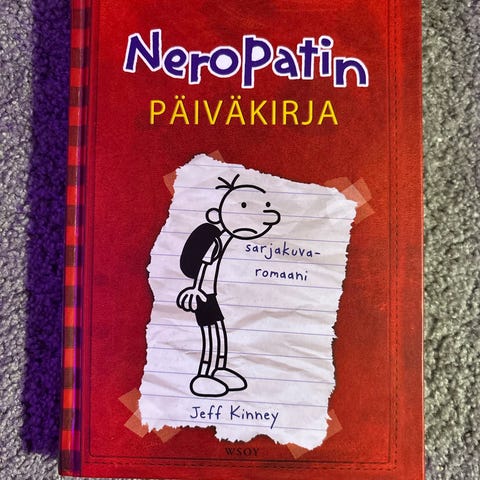 NeroPatin
PÄIVÄKIRJA
sarjakuva-
romaani
Jeff Kinney
WSOY